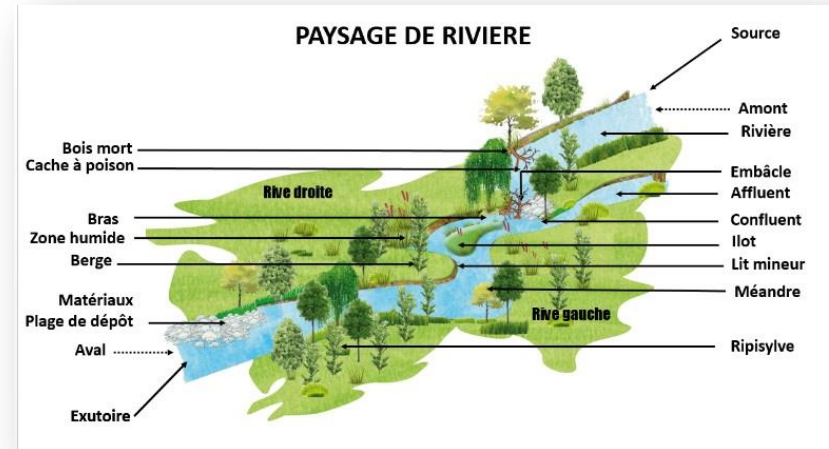 PAYSAGE DE RIVIERE
Source
Amont
Rivière
Bois mort
Cache à poison
Embâcle
Affluent
Rive droite
Bras
Confluent
Zone humide
Ilot
Berge
Lit mineur
Matériaux
Méandre
Plage de dépôt
Rive gauche
Aval
Ripisylve
Exutoire